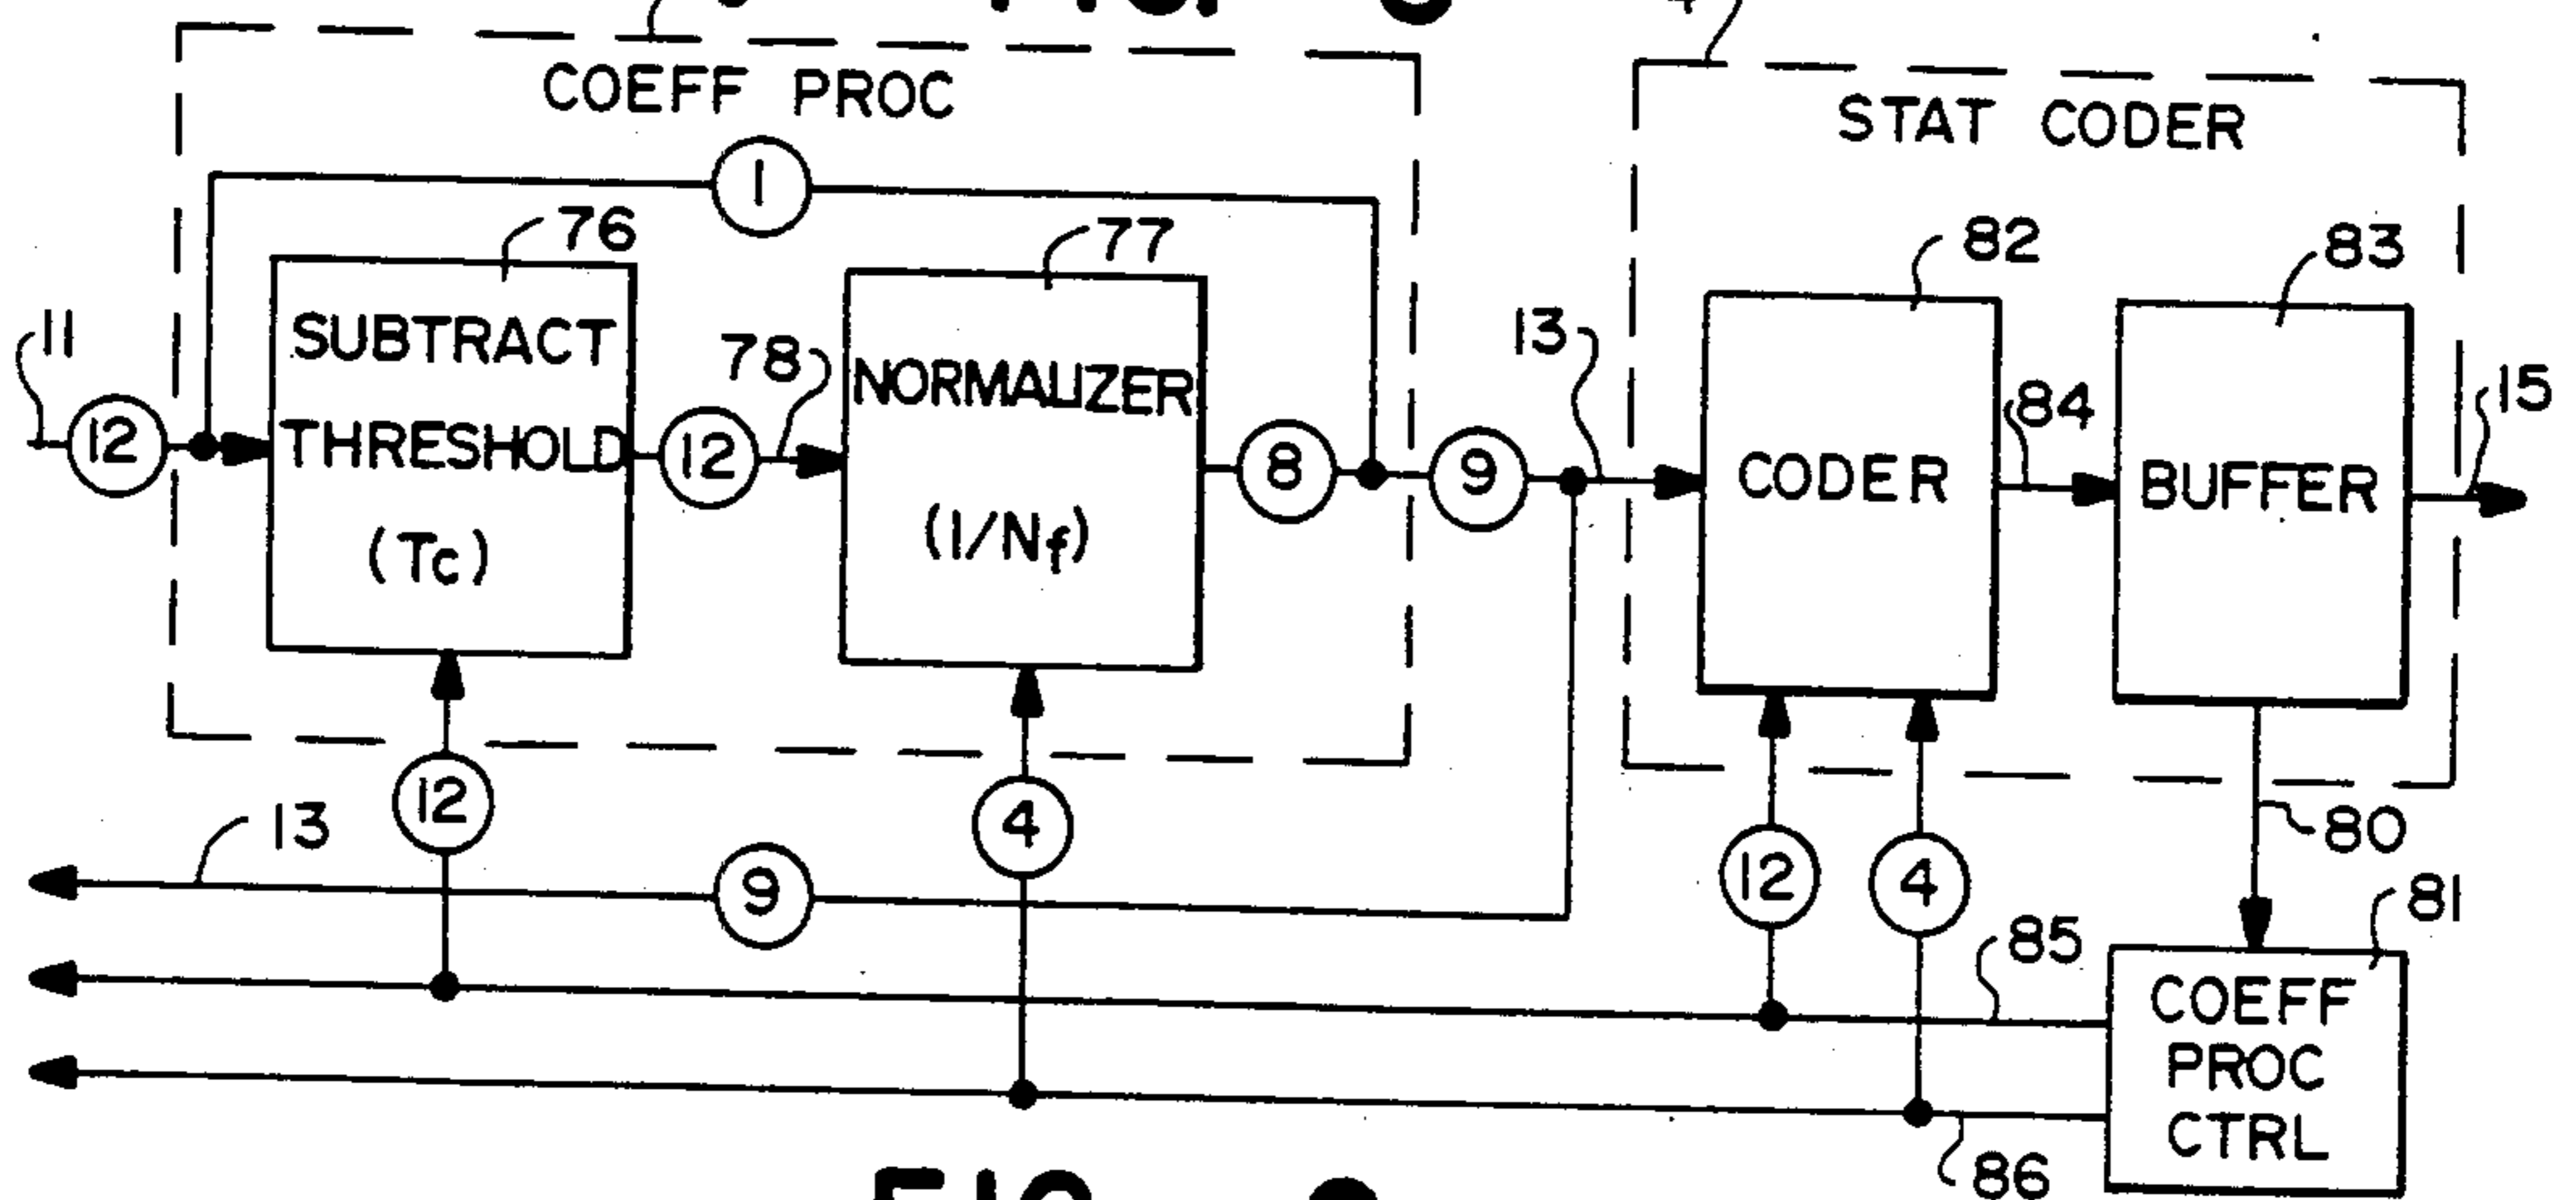 COEFF PROC
STAT CODER
1
76
77
82
83
11
12
SUBTRACT
THRESHOLD
(Tc)
12
78
NORMALIZER
(1/Nf)
8
9
13
CODER
84
BUFFER
15
12
4
12
4
80
13
9
81
85
COEFF
PROC
CTRL
86